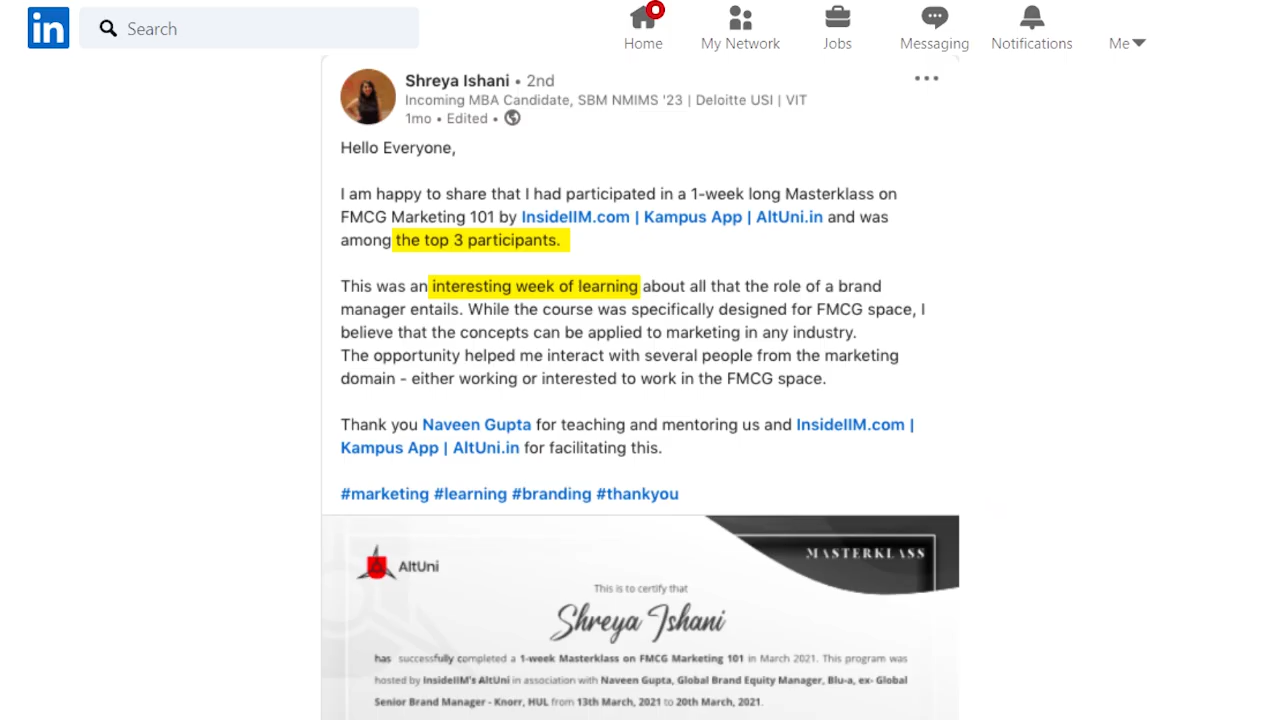 in
Search
Home
My Network
Jobs
Messaging
Notifications
Me
Shreya Ishani • 2nd
Incoming MBA Candidate, SBM NMIMS '23 | Deloitte USI | VIT
1mo • Edited •
Hello Everyone,
I am happy to share that I had participated in a 1-week long Masterklass on
FMCG Marketing 101 by InsideIIM.com | Kampus App | AltUni.in and was
among the top 3 participants.
This was an interesting week of learning about all that the role of a brand
manager entails. While the course was specifically designed for FMCG space, I
believe that the concepts can be applied to marketing in any industry.
The opportunity helped me interact with several people from the marketing
domain - either working or interested to work in the FMCG space.
Thank you Naveen Gupta for teaching and mentoring us and InsideIIM.com |
Kampus App | AltUni.in for facilitating this.
#marketing #learning #branding #thankyou
AltUni
MASTERKLASS
This is to certify that
Shreya Ishani
has successfully completed a 1-week Masterklass on FMCG Marketing 101 in March 2021. This program was
hosted by InsideIIM's AltUni in association with Naveen Gupta, Global Brand Equity Manager, Blu-a, ex- Global
Senior Brand Manager - Knorr, HUL from 13th March, 2021 to 20th March, 2021.